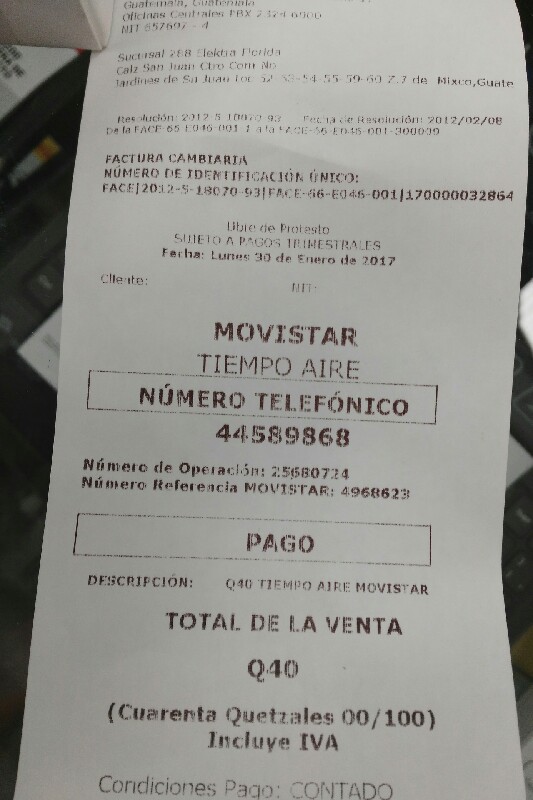 Guatemala, Guatemala
Oficinas Centrales PBX 2324 6000
NIT 657697 - 4
Sucursal 288 Elektra Florida
Calz San Juan Ctro Com No
Jardines de Sn Juan Loc 52-53-54-55-59-60 Z.7 de Mixco,Guate
Resolución: 2012-5-18070-93 Fecha de Resolución: 2012/02/08
De la FACE-66-E046-001-1 a la FACE-66-E046-001-300000
FACTURA CAMBIARIA
NÚMERO DE IDENTIFICACIÓN ÚNICO:
FACE|2012-5-18070-93|FACE-66-E046-001|170000032864
Libre de Protesto
SUJETO A PAGOS TRIMESTRALES
Fecha: Lunes 30 de Enero de 2017
Cliente: NIT:
MOVISTAR
TIEMPO AIRE
NÚMERO TELEFÓNICO
44589868
Número de Operación: 25680724
Número Referencia MOVISTAR: 4968623
PAGO
DESCRIPCIÓN: Q40 TIEMPO AIRE MOVISTAR
TOTAL DE LA VENTA
Q40
(Cuarenta Quetzales 00/100)
Incluye IVA
Condiciones Pago: CONTADO